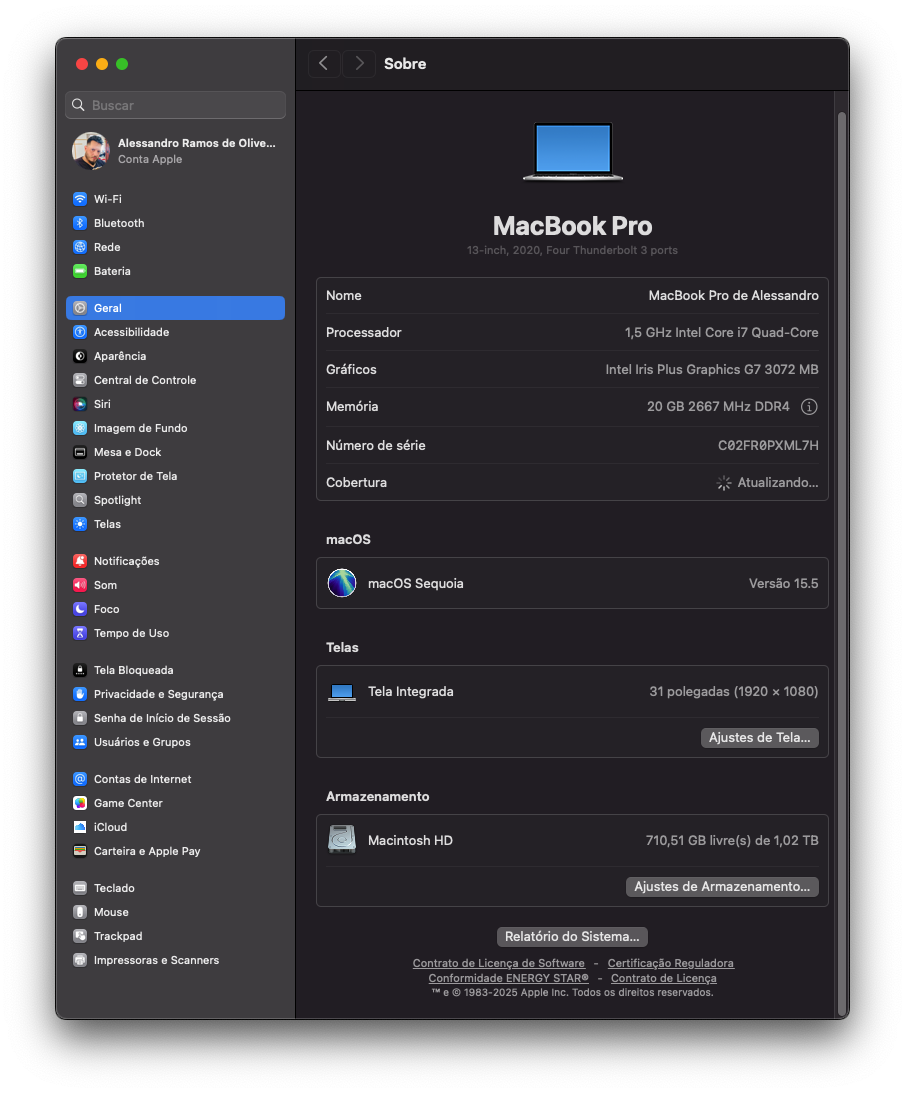 Buscar
Alessandro Ramos de Olive...
Conta Apple
Wi-Fi
Bluetooth
Rede
Bateria
Geral
Acessibilidade
Aparência
Central de Controle
Siri
Imagem de Fundo
Mesa e Dock
Protetor de Tela
Spotlight
Telas
Notificações
Som
Foco
Tempo de Uso
Tela Bloqueada
Privacidade e Segurança
Senha de Início de Sessão
Usuários e Grupos
Contas de Internet
Game Center
iCloud
Carteira e Apple Pay
Teclado
Mouse
Trackpad
Impressoras e Scanners
Sobre
MacBook Pro
13-inch, 2020, Four Thunderbolt 3 ports
Nome MacBook Pro de Alessandro
Processador 1,5 GHz Intel Core i7 Quad-Core
Gráficos Intel Iris Plus Graphics G7 3072 MB
Memória 20 GB 2667 MHz DDR4
Número de série C02FR0PXML7H
Cobertura Atualizando...
macOS
macOS Sequoia Versão 15.5
Telas
Tela Integrada 31 polegadas (1920 × 1080)
Ajustes de Tela...
Armazenamento
Macintosh HD 710,51 GB livre(s) de 1,02 TB
Ajustes de Armazenamento...
Relatório do Sistema...
Contrato de Licença de Software - Certificação Reguladora
Conformidade ENERGY STAR® - Contrato de Licença
™ e © 1983-2025 Apple Inc. Todos os direitos reservados.